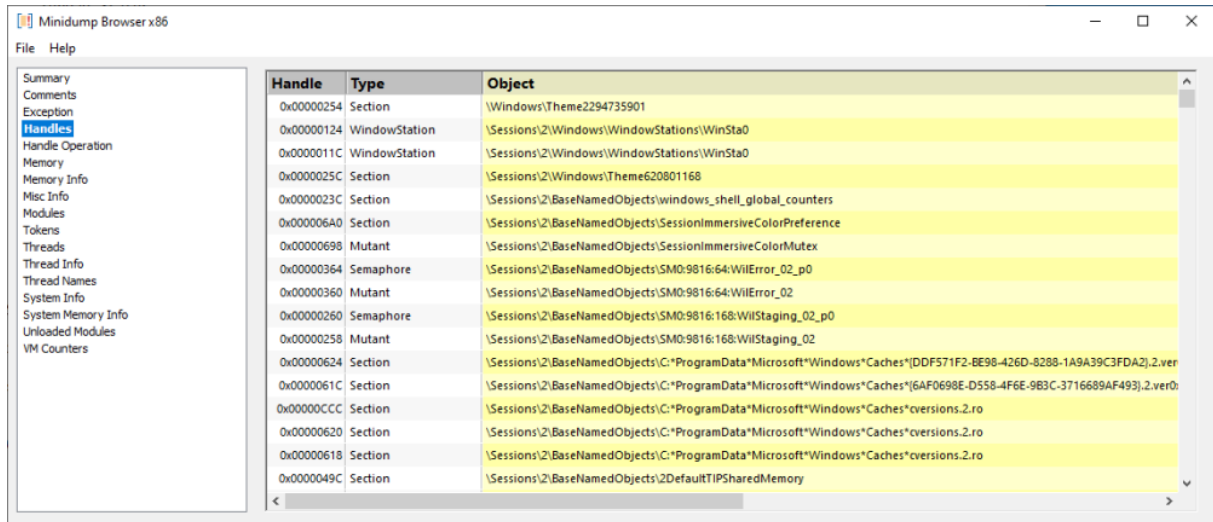 Minidump Browser x86
File Help
Summary
Comments
Exception
Handles
Handle Operation
Memory
Memory Info
Misc Info
Modules
Tokens
Threads
Thread Info
Thread Names
System Info
System Memory Info
Unloaded Modules
VM Counters
Handle Type Object
0x00000254 Section \Windows\Theme2294735901
0x00000124 WindowStation \Sessions\2\Windows\WindowStations\WinSta0
0x0000011C WindowStation \Sessions\2\Windows\WindowStations\WinSta0
0x0000025C Section \Sessions\2\Windows\Theme620801168
0x0000023C Section \Sessions\2\BaseNamedObjects\windows_shell_global_counters
0x000006A0 Section \Sessions\2\BaseNamedObjects\SessionImmersiveColorPreference
0x00000698 Mutant \Sessions\2\BaseNamedObjects\SessionImmersiveColorMutex
0x00000364 Semaphore \Sessions\2\BaseNamedObjects\SM0:9816:64:WilError_02_p0
0x00000360 Mutant \Sessions\2\BaseNamedObjects\SM0:9816:64:WilError_02
0x00000260 Semaphore \Sessions\2\BaseNamedObjects\SM0:9816:168:WilStaging_02_p0
0x00000258 Mutant \Sessions\2\BaseNamedObjects\SM0:9816:168:WilStaging_02
0x00000624 Section \Sessions\2\BaseNamedObjects\C:*ProgramData*Microsoft*Windows*Caches*{DDF571F2-BE98-426D-8288-1A9A39C3FDA2}.2.ver
0x0000061C Section \Sessions\2\BaseNamedObjects\C:*ProgramData*Microsoft*Windows*Caches*{6AF0698E-D558-4F6E-9B3C-3716689AF493}.2.ver0
0x00000CCC Section \Sessions\2\BaseNamedObjects\C:*ProgramData*Microsoft*Windows*Caches*cversions.2.ro
0x00000620 Section \Sessions\2\BaseNamedObjects\C:*ProgramData*Microsoft*Windows*Caches*cversions.2.ro
0x00000618 Section \Sessions\2\BaseNamedObjects\C:*ProgramData*Microsoft*Windows*Caches*cversions.2.ro
0x0000049C Section \Sessions\2\BaseNamedObjects\2DefaultTIPSharedMemory